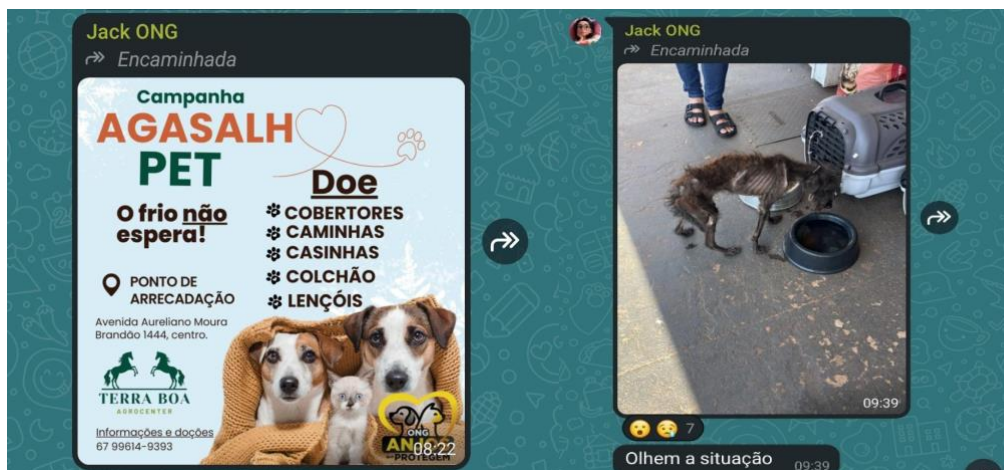 Jack ONG
Encaminhada
Campanha
AGASALH
PET
O frio não
espera!
PONTO DE
ARRECADAÇÃO
Avenida Aureliano Moura
Brandão 1444, centro.
TERRA BOA
AGROCENTER
Informações e doções
67 99614-9393
Doe
COBERTORES
CAMINHAS
CASINHAS
COLCHÃO
LENÇÓIS
ONG
PROTEGEM
08:22
Jack ONG
Encaminhada
09:39
7
Olhem a situação
09:39